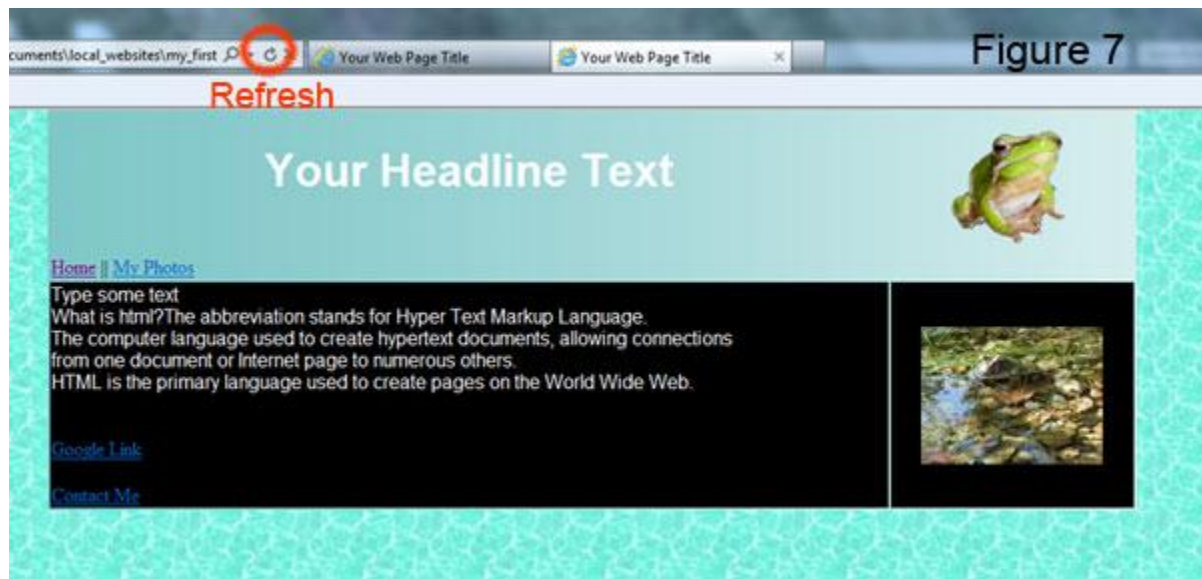 cuments\local_websites\my_first
Your Web Page Title
Your Web Page Title
Figure 7
Refresh
Your Headline Text
Home || My Photos
Type some text
What is html?The abbreviation stands for Hyper Text Markup Language.
The computer language used to create hypertext documents, allowing connections
from one document or Internet page to numerous others.
HTML is the primary language used to create pages on the World Wide Web.
Google Link
Contact Me